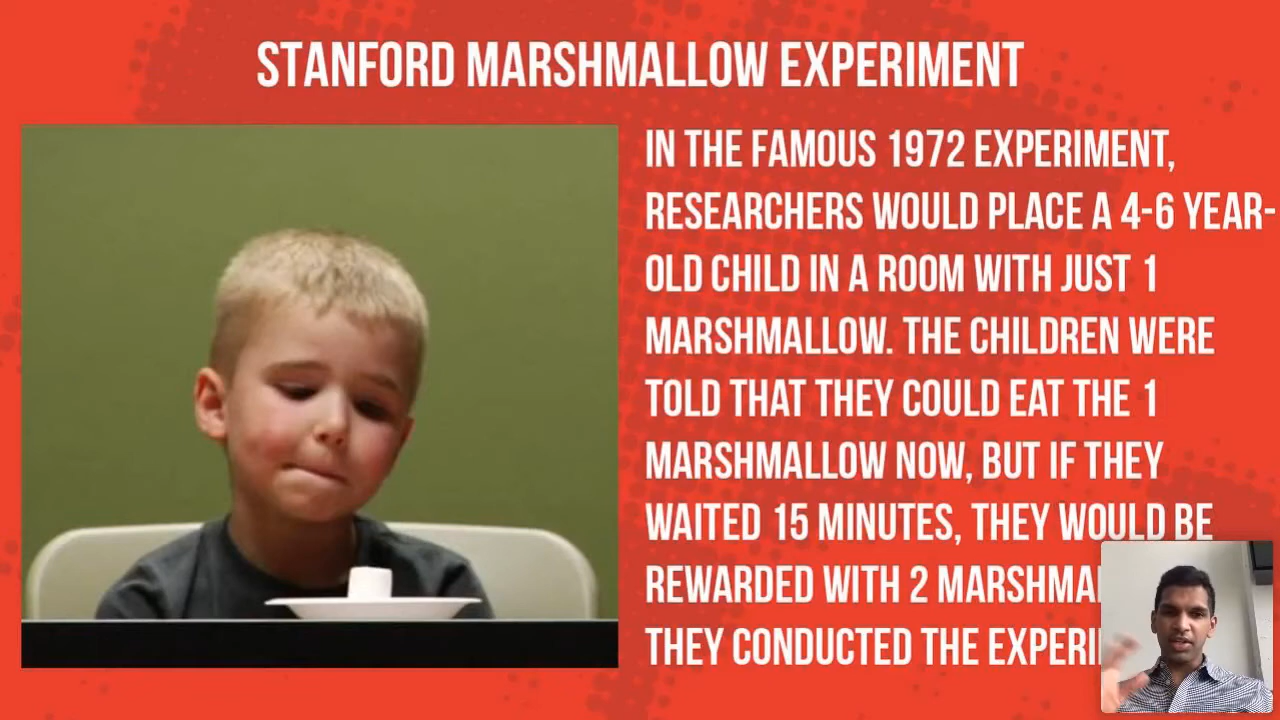 STANFORD MARSHMALLOW EXPERIMENT
IN THE FAMOUS 1972 EXPERIMENT,
RESEARCHERS WOULD PLACE A 4-6 YEAR-
OLD CHILD IN A ROOM WITH JUST 1
MARSHMALLOW. THE CHILDREN WERE
TOLD THAT THEY COULD EAT THE 1
MARSHMALLOW NOW, BUT IF THEY
WAITED 15 MINUTES, THEY WOULD BE
REWARDED WITH 2
THEY CONDUCTED THE